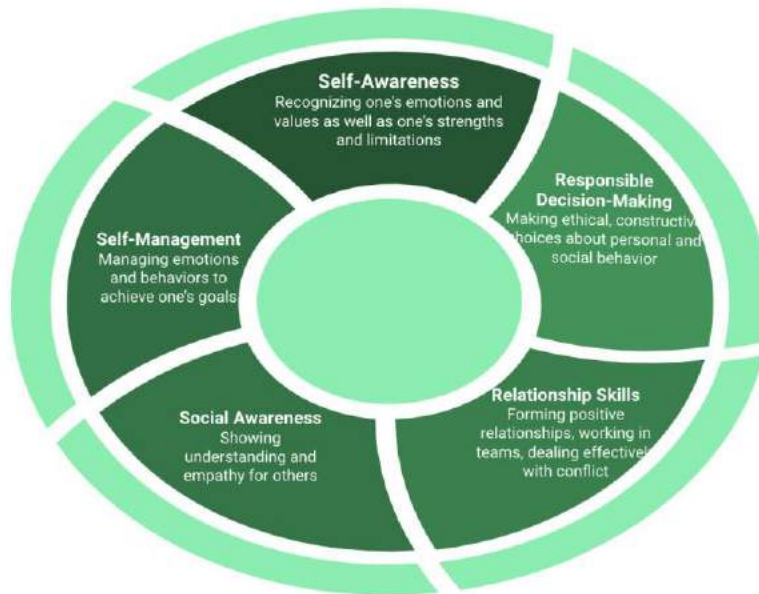 Self-Awareness
Recognizing one's emotions and
values as well as one's strengths
and limitations
Responsible
Decision-Making
Making ethical, constructive
choices about personal and
social behavior
Relationship Skills
Forming positive
relationships, working in
teams, dealing effectively
with conflict
Social Awareness
Showing
understanding and
empathy for others
Self-Management
Managing emotions
and behaviors to
achieve one's goals